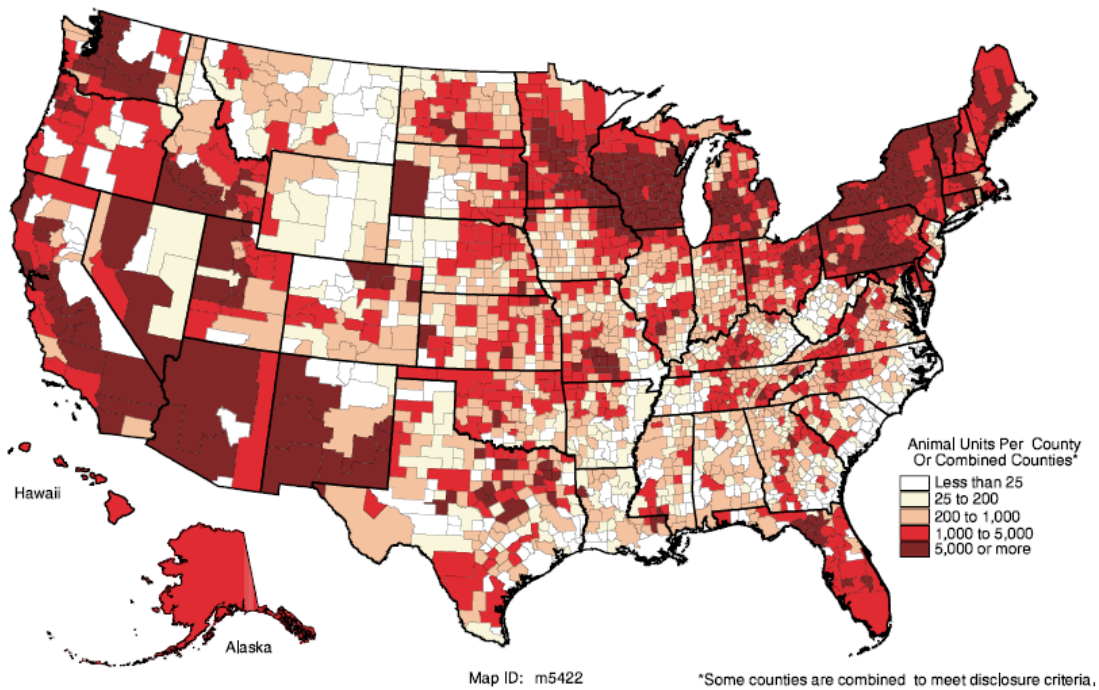 Hawaii
Alaska
Animal Units Per County
Or Combined Counties*
Less than 25
25 to 200
200 to 1,000
1,000 to 5,000
5,000 or more
Map ID: m5422
*Some counties are combined to meet disclosure criteria.